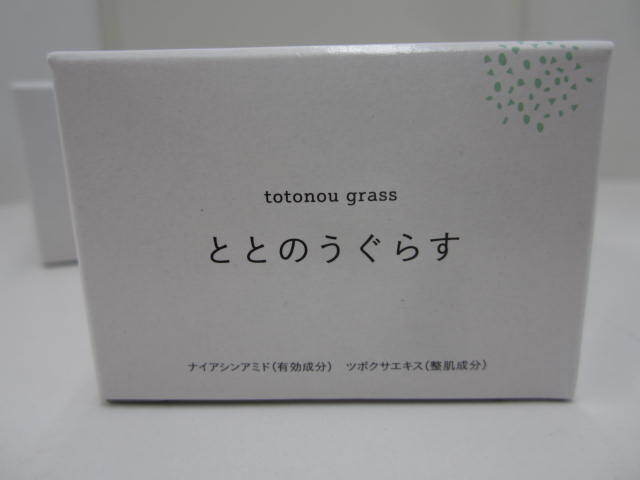 totonou grass
ととのうぐらす
ナイアシンアミド(有効成分) ツボクサエキス(整肌成分)